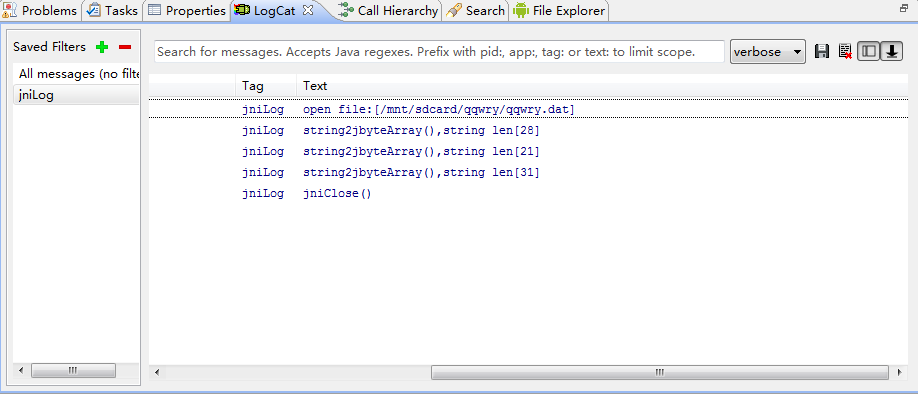 Problems Tasks Properties LogCat Call Hierarchy Search File Explorer
Saved Filters
All messages (no filte
jniLog
Search for messages. Accepts Java regexes. Prefix with pid:, app:, tag: or text: to limit scope.
verbose
Tag Text
jniLog open file:[/mnt/sdcard/qqwry/qqwry.dat]
jniLog string2jbyteArray(),string len[28]
jniLog string2jbyteArray(),string len[21]
jniLog string2jbyteArray(),string len[31]
jniLog jniClose()